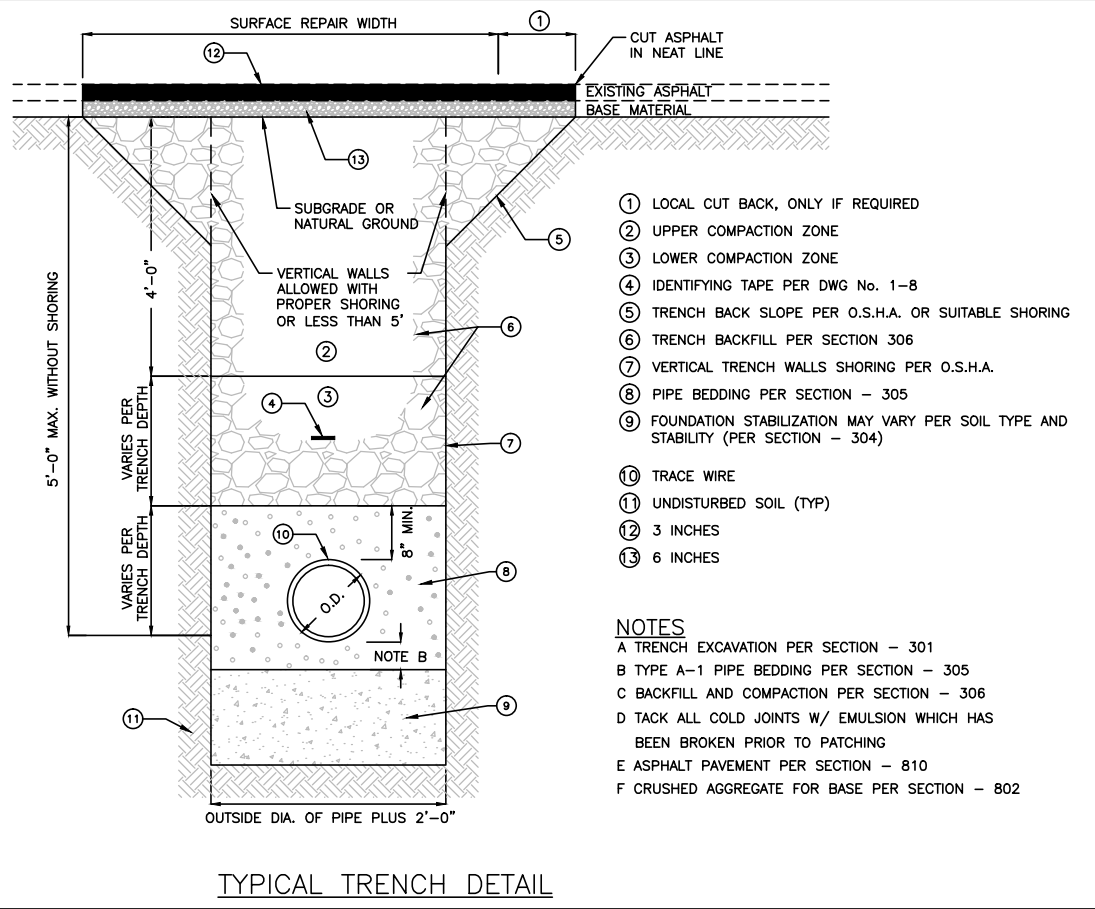 SURFACE REPAIR WIDTH
1
CUT ASPHALT
IN NEAT LINE
12
EXISTING ASPHALT
BASE MATERIAL
13
SUBGRADE OR
NATURAL GROUND
5
VERTICAL WALLS
ALLOWED WITH
PROPER SHORING
OR LESS THAN 5'
4'-0"
5'-0" MAX. WITHOUT SHORING
6
2
3
4
VARIES PER
TRENCH DEPTH
7
8" MIN.
10
VARIES PER
TRENCH DEPTH
8
O.D.
NOTE B
9
11
OUTSIDE DIA. OF PIPE PLUS 2'-0"
TYPICAL TRENCH DETAIL
1 LOCAL CUT BACK, ONLY IF REQUIRED
2 UPPER COMPACTION ZONE
3 LOWER COMPACTION ZONE
4 IDENTIFYING TAPE PER DWG No. 1-8
5 TRENCH BACK SLOPE PER O.S.H.A. OR SUITABLE SHORING
6 TRENCH BACKFILL PER SECTION 306
7 VERTICAL TRENCH WALLS SHORING PER O.S.H.A.
8 PIPE BEDDING PER SECTION - 305
9 FOUNDATION STABILIZATION MAY VARY PER SOIL TYPE AND
STABILITY (PER SECTION - 304)
10 TRACE WIRE
11 UNDISTURBED SOIL (TYP)
12 3 INCHES
13 6 INCHES
NOTES
A TRENCH EXCAVATION PER SECTION - 301
B TYPE A-1 PIPE BEDDING PER SECTION - 305
C BACKFILL AND COMPACTION PER SECTION - 306
D TACK ALL COLD JOINTS W/ EMULSION WHICH HAS
BEEN BROKEN PRIOR TO PATCHING
E ASPHALT PAVEMENT PER SECTION - 810
F CRUSHED AGGREGATE FOR BASE PER SECTION - 802